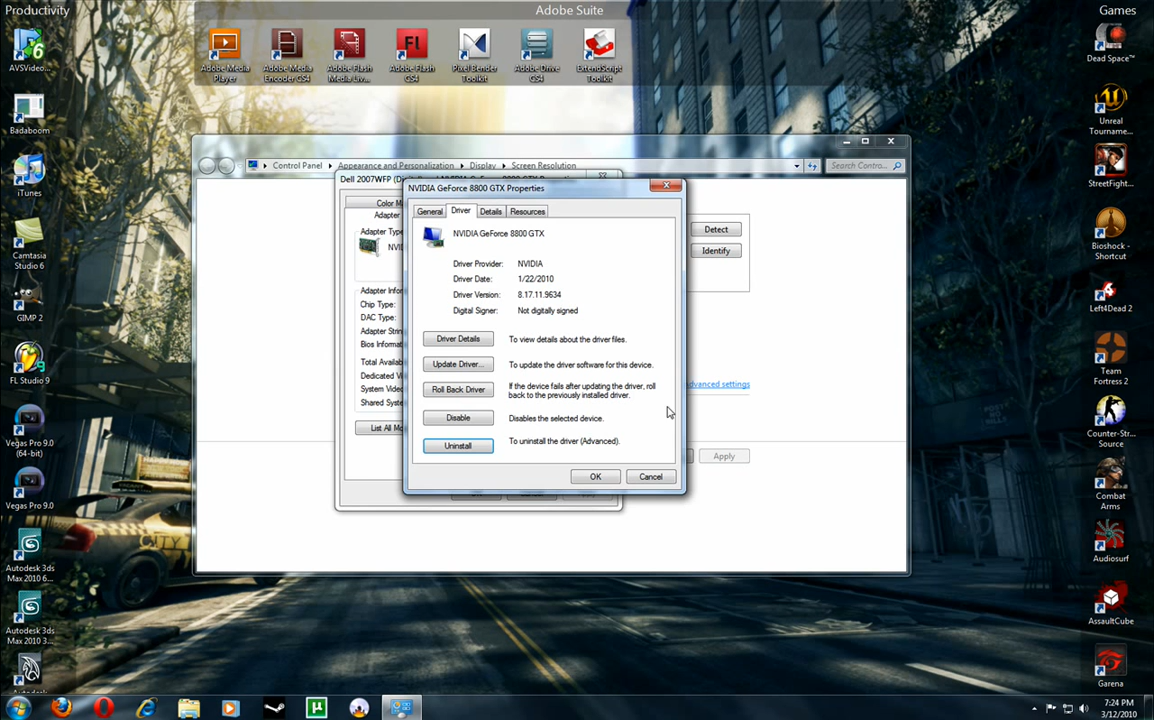 Productivity
Adobe Suite
Games
AVSVideo...
Badaboom
iTunes
Camtasia
Studio 6
GIMP 2
FL Studio 9
Vegas Pro 9.0
(64-bit)
Vegas Pro 9.0
Autodesk 3ds
Max 2010 6...
Autodesk 3ds
Max 2010 3...
Autodesk
Adobe Media
Player
Adobe Media
Encoder CS4
Adobe Flash
Media Liv...
Adobe Flash
CS4
Pixel Bender
Toolkit
Adobe Drive
CS4
ExtendScript
Toolkit
Control Panel
Appearance and Personalization
Display
Screen Resolution
Search Contro...
Detect
Identify
dvanced settings
Apply
Dell 2007WFP (D
Color M
Adapter
Adapter Type
NVI
Adapter Infor
Chip Type:
DAC Type:
Adapter Strin
Bios Informati
Total Availab
Dedicated Vi
System Video
Shared Syste
List All Mo
NVIDIA GeForce 8800 GTX Properties
General
Driver
Details
Resources
NVIDIA GeForce 8800 GTX
Driver Provider: NVIDIA
Driver Date: 1/22/2010
Driver Version: 8.17.11.9634
Digital Signer: Not digitally signed
Driver Details
To view details about the driver files.
Update Driver...
To update the driver software for this device.
Roll Back Driver
If the device fails after updating the driver, roll
back to the previously installed driver.
Disable
Disables the selected device.
Uninstall
To uninstall the driver (Advanced).
OK
Cancel
Dead Space™
Unreal
Tourname...
StreetFight...
Bioshock -
Shortcut
Left4Dead 2
Team
Fortress 2
Counter-Str...
Source
Combat
Arms
Audiosurf
AssaultCube
Garena
7:24 PM
3/12/2010